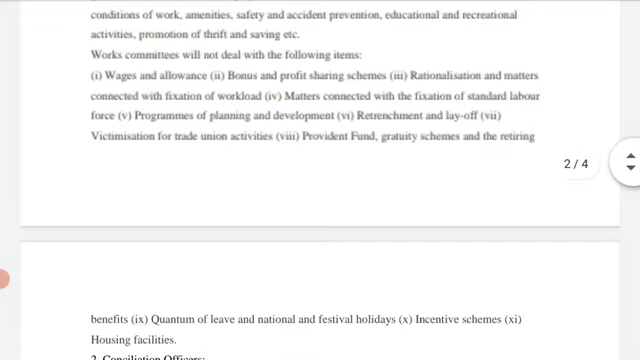 conditions of work, amenities, safety and accident prevention, educational and recreational
activities, promotion of thrift and saving etc.
Works committees will not deal with the following items:
(i) Wages and allowance (ii) Bonus and profit sharing schemes (iii) Rationalisation and matters
connected with fixation of workload (iv) Matters connected with the fixation of standard labour
force (v) Programmes of planning and development (vi) Retrenchment and lay-off (vii)
Victimisation for trade union activities (viii) Provident Fund, gratuity schemes and the retiring
2 / 4
benefits (ix) Quantum of leave and national and festival holidays (x) Incentive schemes (xi)
Housing facilities.
2. Conciliation Officers: